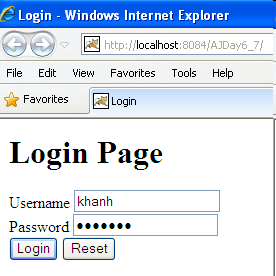 Login - Windows Internet Explorer
http://localhost:8084/AJDay6_7/
File Edit View Favorites Tools Help
Favorites Login
Login Page
Username khanh
Password •••••••
Login Reset